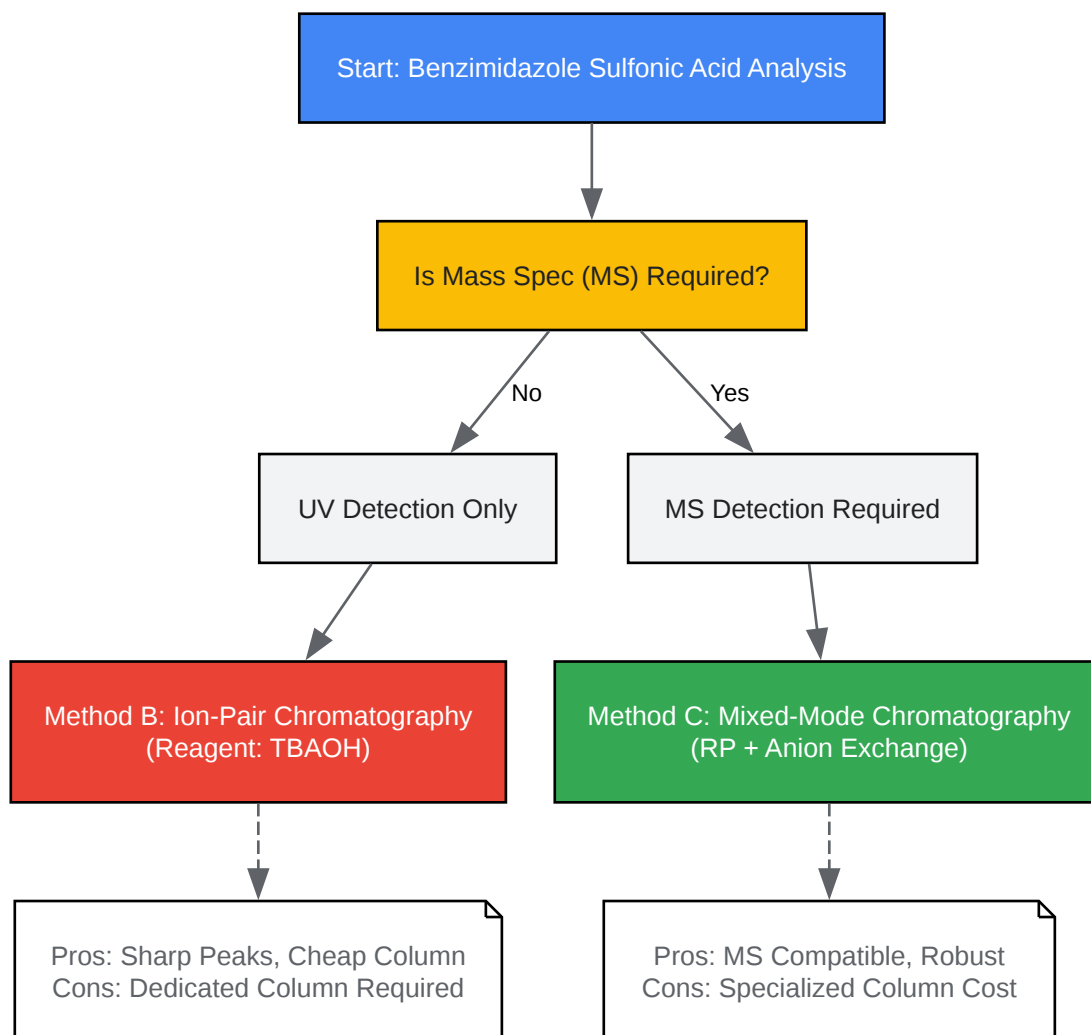 Start: Benzimidazole Sulfonic Acid Analysis
Is Mass Spec (MS) Required?
No
Yes
UV Detection Only
MS Detection Required
Method B: Ion-Pair Chromatography
(Reagent: TBAOH)
Method C: Mixed-Mode Chromatography
(RP + Anion Exchange)
Pros: Sharp Peaks, Cheap Column
Cons: Dedicated Column Required
Pros: MS Compatible, Robust
Cons: Specialized Column Cost